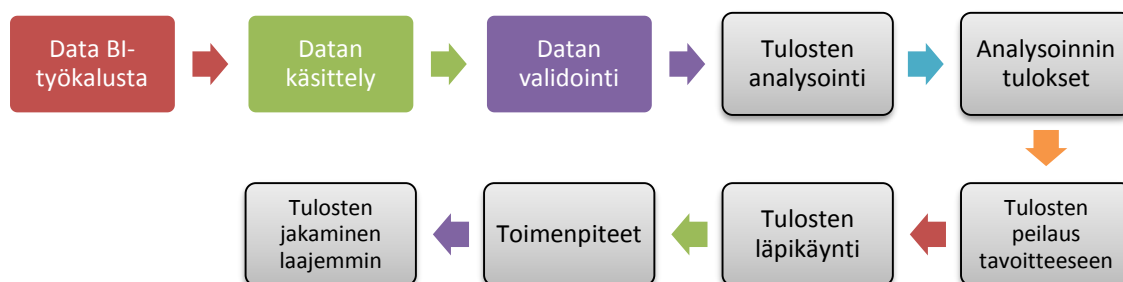 Data BI-
työkalusta
Datan
käsittely
Datan
validointi
Tulosten
analysointi
Analysoinnin
tulokset
Tulosten
peilaus
tavoitteeseen
Tulosten
läpikäynti
Toimenpiteet
Tulosten
jakaminen
laajemmin